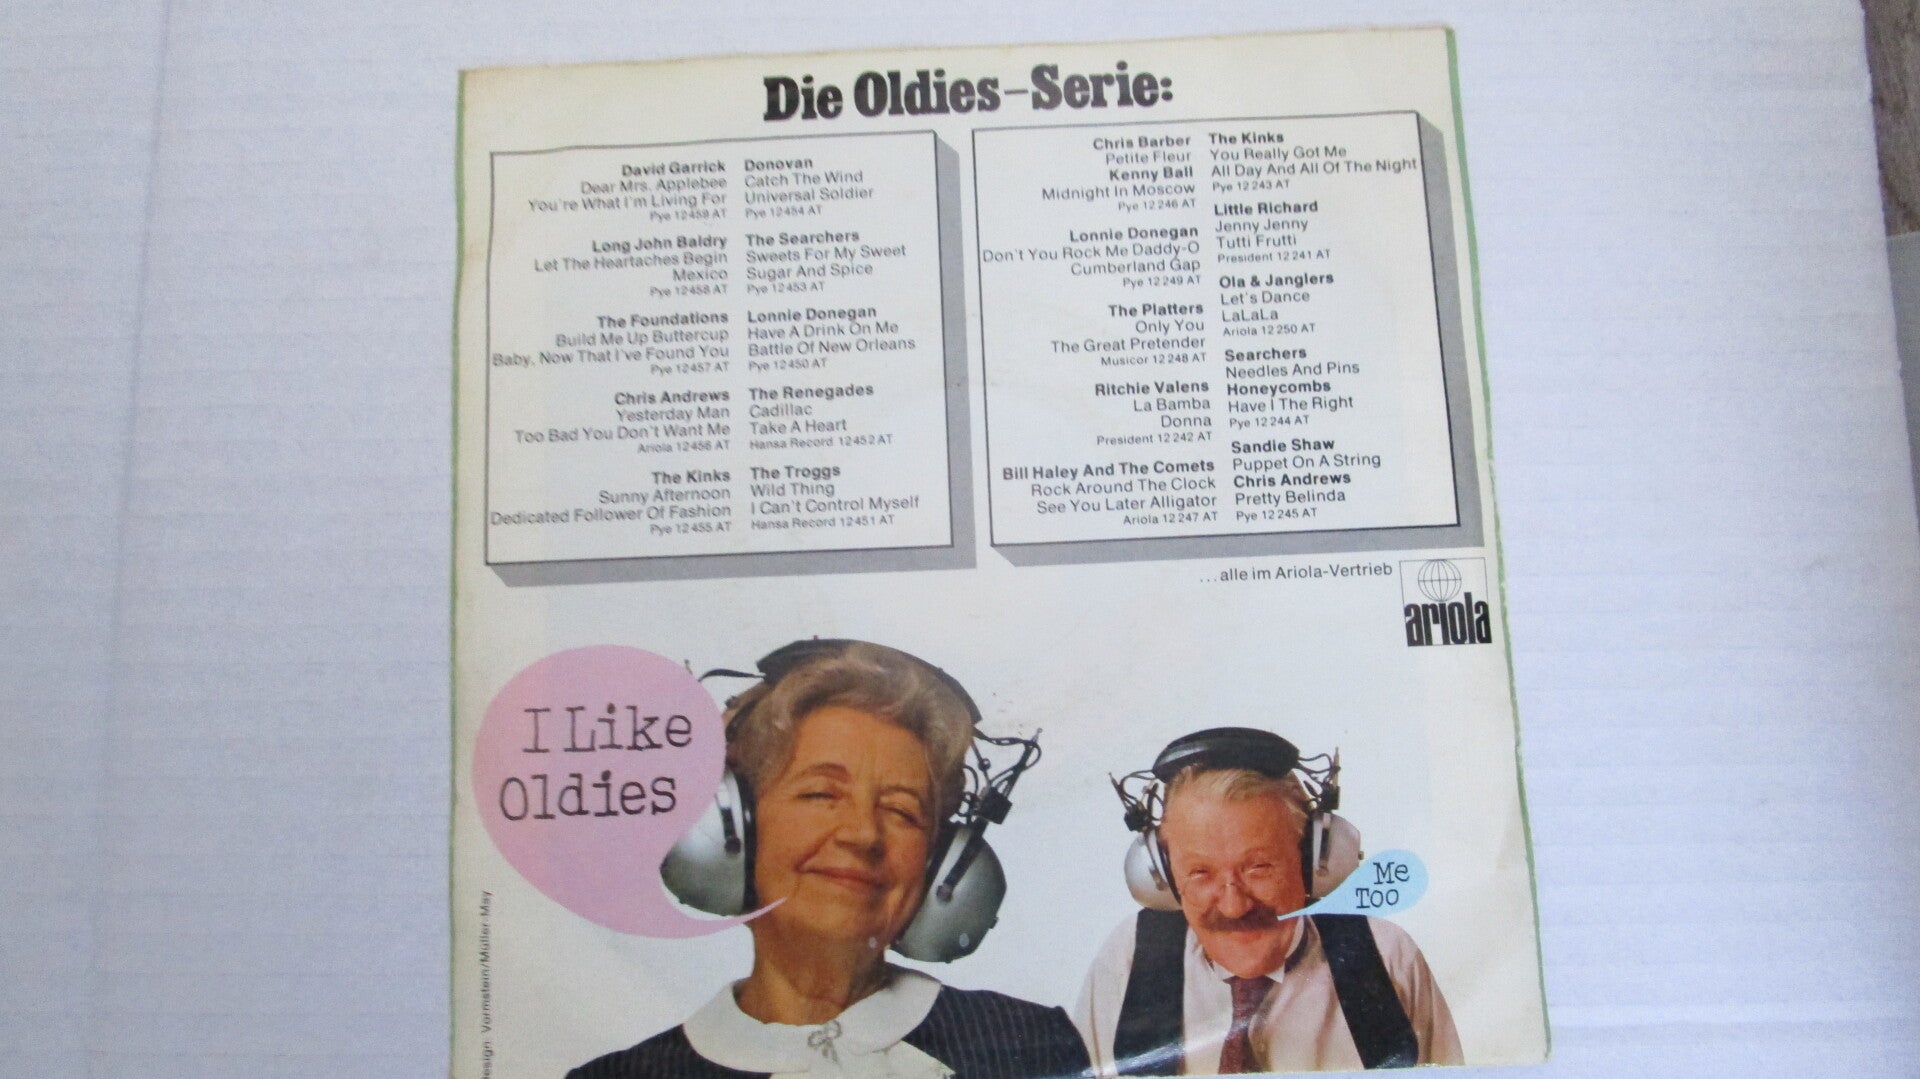 Die Oldies-Serie:
David Garrick
Dear Mrs. Applebee
You're What I'm Living For
Pye 12 459 AT
Long John Baldry
Let The Heartaches Begin
Mexico
Pye 12 458 AT
The Foundations
Build Me Up Buttercup
Baby, Now That I've Found You
Pye 12 457 AT
Chris Andrews
Yesterday Man
Too Bad You Don't Want Me
Ariola 12 456 AT
The Kinks
Sunny Afternoon
Dedicated Follower Of Fashion
Pye 12 455 AT
Donovan
Catch The Wind
Universal Soldier
Pye 12 454 AT
The Searchers
Sweets For My Sweet
Sugar And Spice
Pye 12 453 AT
Lonnie Donegan
Have A Drink On Me
Battle Of New Orleans
Pye 12 450 AT
The Renegades
Cadillac
Take A Heart
Hansa Record 12 452 AT
The Troggs
Wild Thing
I Can't Control Myself
Hansa Record 12 451 AT
Chris Barber
Petite Fleur
Kenny Ball
Midnight In Moscow
Pye 12 246 AT
Lonnie Donegan
Don't You Rock Me Daddy-O
Cumberland Gap
Pye 12 249 AT
The Platters
Only You
The Great Pretender
Musicor 12 248 AT
Ritchie Valens
La Bamba
Donna
President 12 242 AT
Bill Haley And The Comets
Rock Around The Clock
See You Later Alligator
Ariola 12 247 AT
The Kinks
You Really Got Me
All Day And All Of The Night
Pye 12 243 AT
Little Richard
Jenny Jenny
Tutti Frutti
President 12 241 AT
Ola & Janglers
Let's Dance
LaLaLa
Ariola 12 250 AT
Searchers
Needles And Pins
Honeycombs
Have I The Right
Pye 12 244 AT
Sandie Shaw
Puppet On A String
Chris Andrews
Pretty Belinda
Pye 12 245 AT
...alle im Ariola-Vertrieb
ariola
I Like
Oldies
Me
Too
Vormstein/Müller May